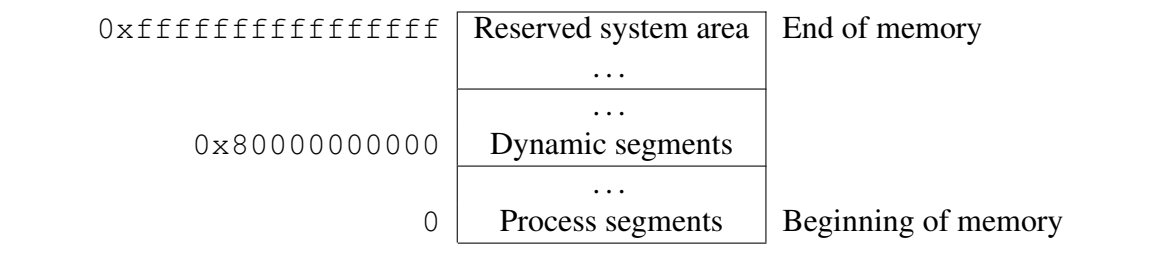 0xffffffffffffffff Reserved system area End of memory
...
...
0x80000000000 Dynamic segments
...
0 Process segments Beginning of memory